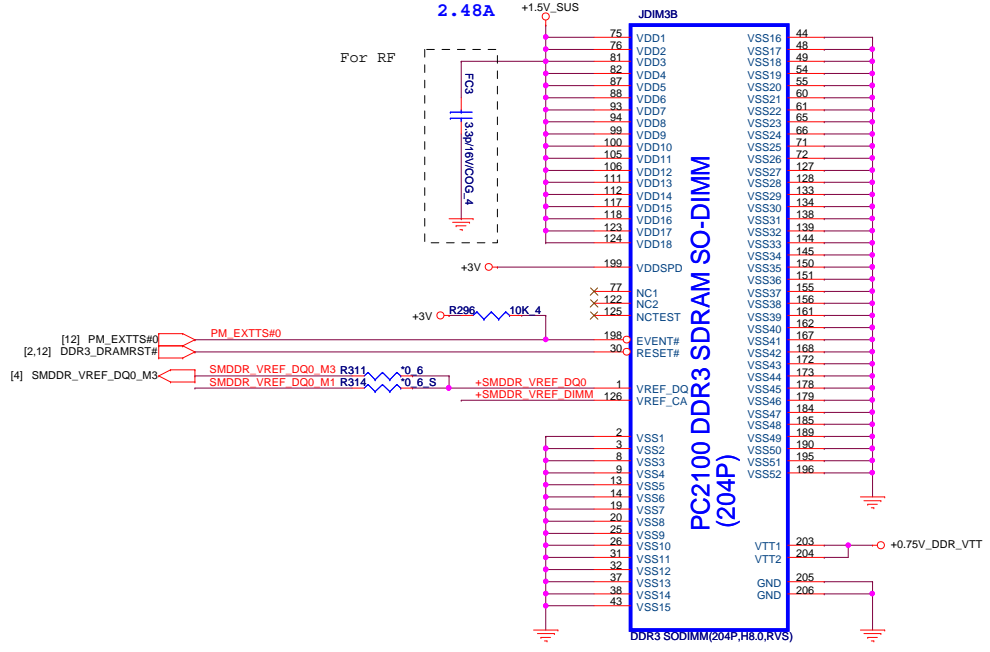 2.48A
+1.5V_SUS
JDIM3B
For RF
FC3
3.3p/16V/COG_4
75 VDD1
76 VDD2
81 VDD3
82 VDD4
87 VDD5
88 VDD6
93 VDD7
94 VDD8
99 VDD9
100 VDD10
105 VDD11
106 VDD12
111 VDD13
112 VDD14
117 VDD15
118 VDD16
123 VDD17
124 VDD18
+3V 199 VDDSPD
77 NC1
122 NC2
125 NCTEST
+3V R296 10K_4
[12] PM_EXTTS#0 PM_EXTTS#0 198 EVENT#
[2,12] DDR3_DRAMRST# 30 RESET#
[4] SMDDR_VREF_DQ0_M3 SMDDR_VREF_DQ0_M3 R311 *0_6
SMDDR_VREF_DQ0_M1 R314 *0_6_S
+SMDDR_VREF_DQ0 1 VREF_DQ
+SMDDR_VREF_DIMM 126 VREF_CA
2 VSS1
3 VSS2
8 VSS3
9 VSS4
13 VSS5
14 VSS6
19 VSS7
20 VSS8
25 VSS9
26 VSS10
31 VSS11
32 VSS12
37 VSS13
38 VSS14
43 VSS15
PC2100 DDR3 SDRAM SO-DIMM
(204P)
VSS16 44
VSS17 48
VSS18 49
VSS19 54
VSS20 55
VSS21 60
VSS22 61
VSS23 65
VSS24 66
VSS25 71
VSS26 72
VSS27 127
VSS28 128
VSS29 133
VSS30 134
VSS31 138
VSS32 139
VSS33 144
VSS34 145
VSS35 150
VSS36 151
VSS37 155
VSS38 156
VSS39 161
VSS40 162
VSS41 167
VSS42 168
VSS43 172
VSS44 173
VSS45 178
VSS46 179
VSS47 184
VSS48 185
VSS49 189
VSS50 190
VSS51 195
VSS52 196
VTT1 203
VTT2 204
+0.75V_DDR_VTT
GND 205
GND 206
DDR3 SODIMM(204P,H8.0,RVS)